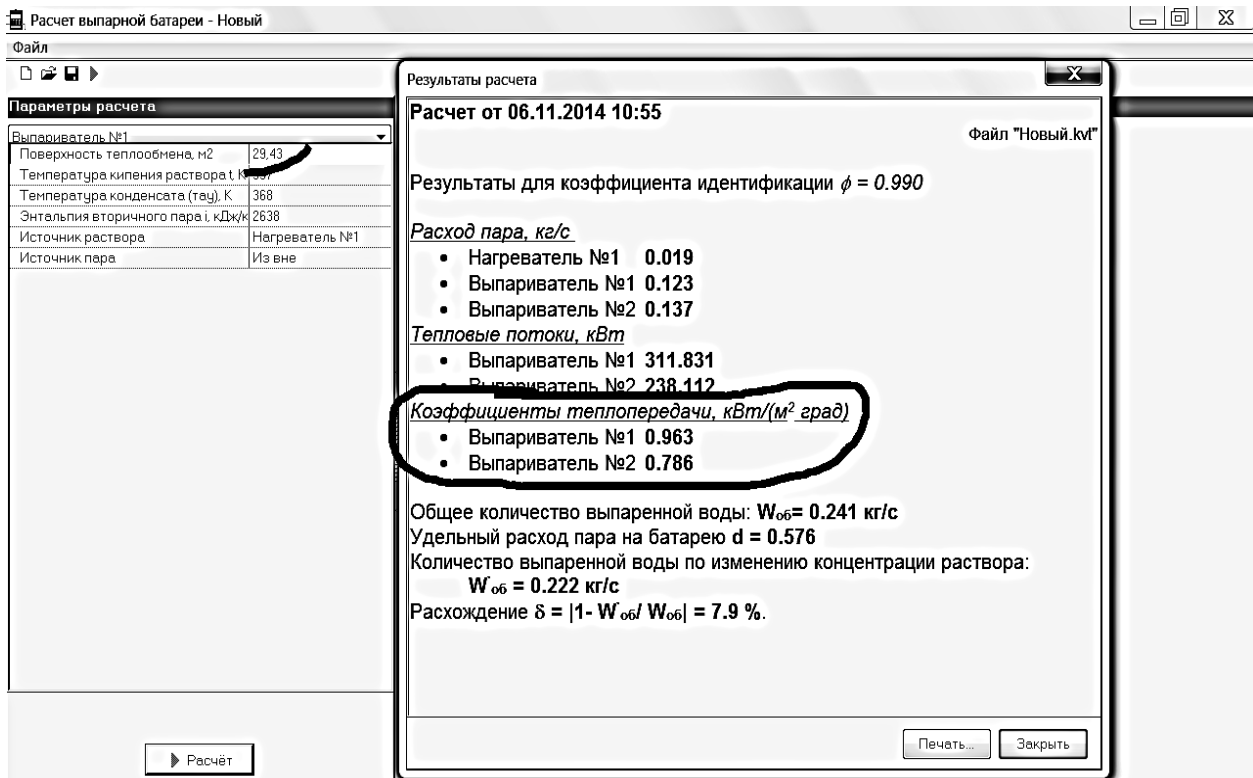 Расчет выпарной батареи - Новый
Файл
Параметры расчета
Выпариватель №1
Поверхность теплообмена, м2 29,43
Температура кипения раствора t, К
Температура конденсата (тау), К 368
Энтальпия вторичного пара i, кДж/к 2638
Источник раствора Нагреватель №1
Источник пара Из вне
Расчёт
Результаты расчета
Расчет от 06.11.2014 10:55
Файл "Новый.kvt"
Результаты для коэффициента идентификации ϕ = 0.990
Расход пара, кг/с
• Нагреватель №1 0.019
• Выпариватель №1 0.123
• Выпариватель №2 0.137
Тепловые потоки, кВт
• Выпариватель №1 311.831
• Выпариватель №2 238.112
Коэффициенты теплопередачи, кВт/(м² град)
• Выпариватель №1 0.963
• Выпариватель №2 0.786
Общее количество выпаренной воды: Wоб= 0.241 кг/с
Удельный расход пара на батарею d = 0.576
Количество выпаренной воды по изменению концентрации раствора:
W'об = 0.222 кг/с
Расхождение δ = |1- W'об/ Wоб| = 7.9 %.
Печать...
Закрыть